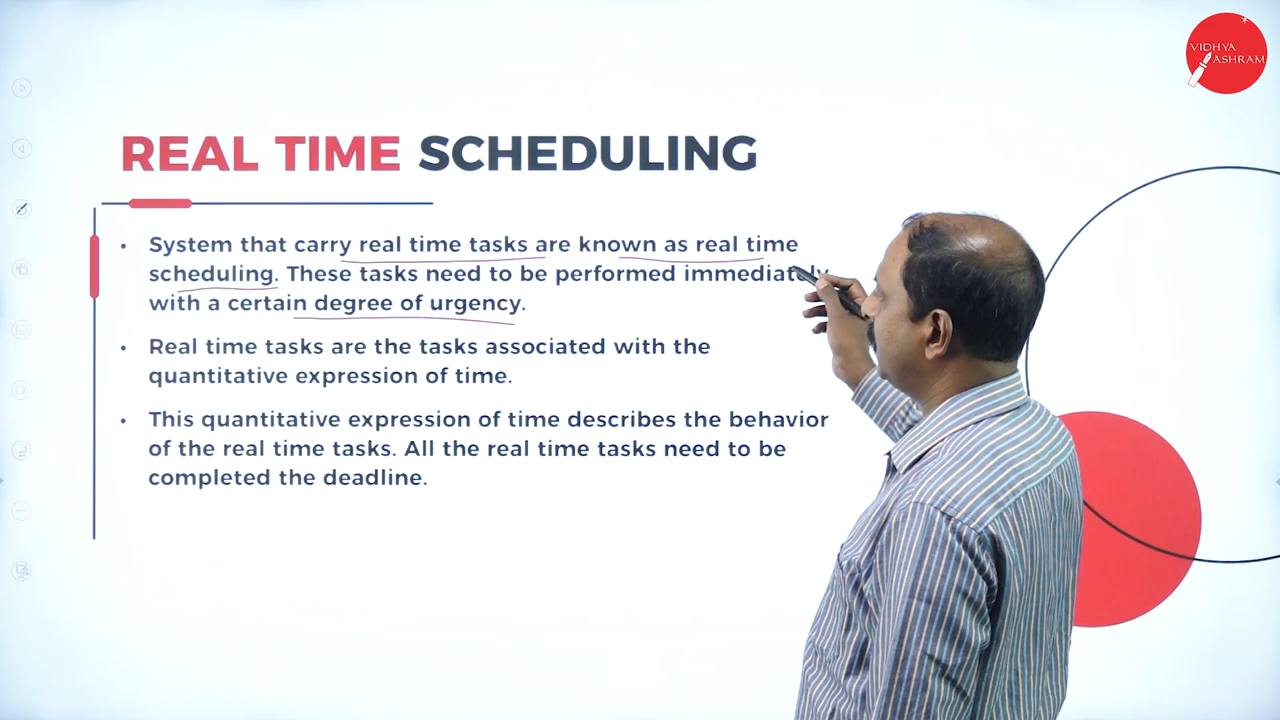 VIDHYA
ASHRAM
REAL TIME SCHEDULING
• System that carry real time tasks are known as real time
scheduling. These tasks need to be performed immediately
with a certain degree of urgency.
• Real time tasks are the tasks associated with the
quantitative expression of time.
• This quantitative expression of time describes the behavior
of the real time tasks. All the real time tasks need to be
completed the deadline.